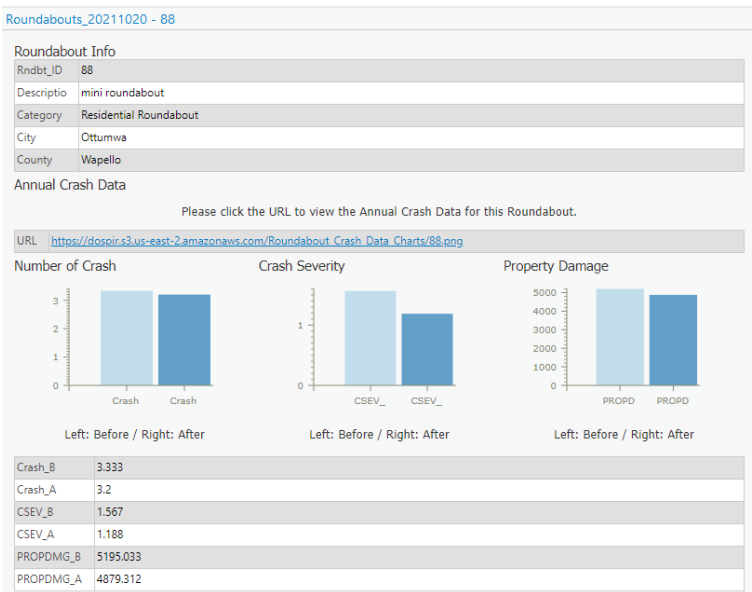 Roundabouts_20211020 - 88
Roundabout Info
Rndbt_ID 88
Descriptio mini roundabout
Category Residential Roundabout
City Ottumwa
County Wapello
Annual Crash Data
Please click the URL to view the Annual Crash Data for this Roundabout.
URL https://dospir.s3.us-east-2.amazonaws.com/Roundabout_Crash_Data_Charts/88.png
Number of Crash Crash Severity Property Damage
3
2
1
0
Crash Crash
1
0
CSEV_ CSEV_
5000
4000
3000
2000
1000
0
PROPD PROPD
Left: Before / Right: After Left: Before / Right: After Left: Before / Right: After
Crash_B 3.333
Crash_A 3.2
CSEV_B 1.567
CSEV_A 1.188
PROPDMG_B 5195.033
PROPDMG_A 4879.312